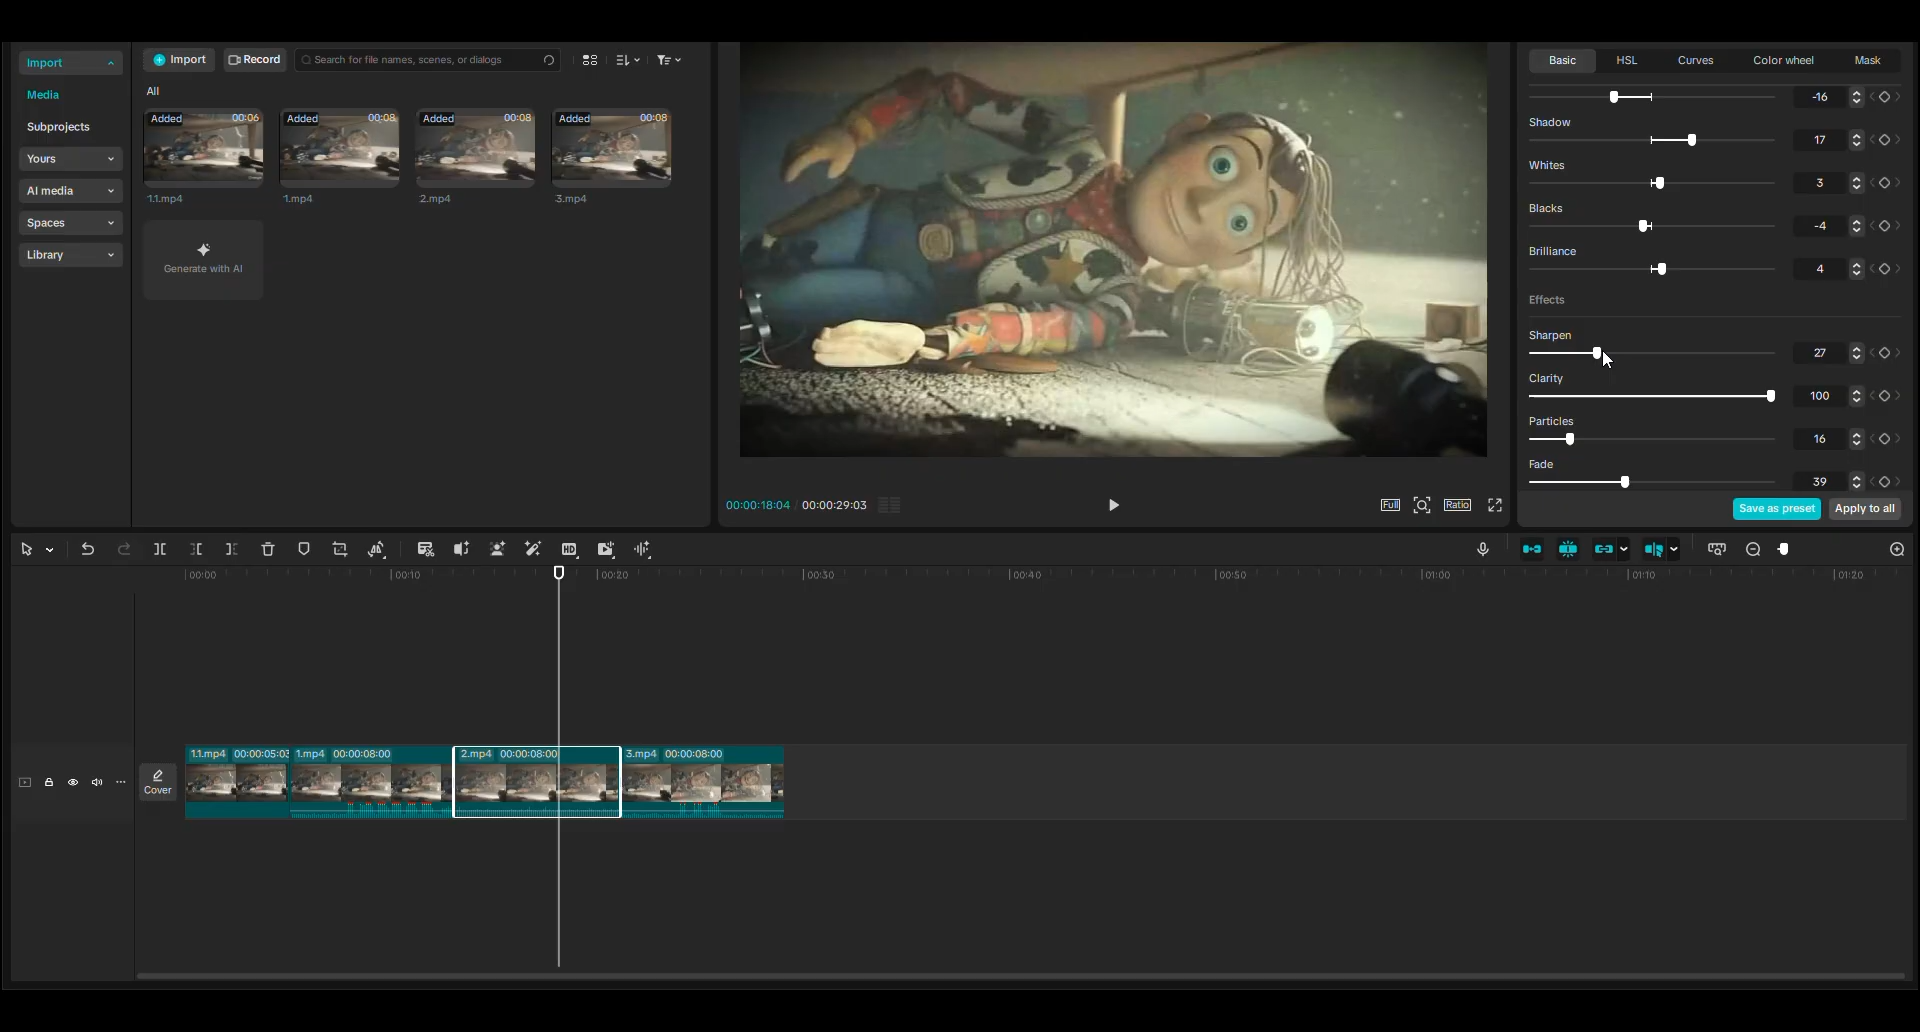 Import
Media
Subprojects
Yours
AI media
Spaces
Library
Import
Record
Search for file names, scenes, or dialogs
All
Added 00:06
1.1.mp4
Added 00:08
1.mp4
Added 00:08
2.mp4
Added 00:08
3.mp4
Generate with AI
00:00:18:04 / 00:00:29:03
Full
Ratio
Basic HSL Curves Color wheel Mask
-16
Shadow
17
Whites
3
Blacks
-4
Brilliance
4
Effects
Sharpen
27
Clarity
100
Particles
16
Fade
39
Save as preset
Apply to all
HD
00:00 00:10 00:20 00:30 00:40 00:50 01:00 01:10 01:20
Cover
1.1.mp4 00:00:05:03
1.mp4 00:00:08:00
2.mp4 00:00:08:00
3.mp4 00:00:08:00